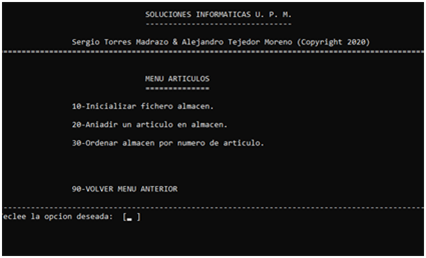 SOLUCIONES INFORMATICAS U. P. M.
Sergio Torres Madrazo & Alejandro Tejedor Moreno (Copyright 2020)
MENU ARTICULOS
10-Inicializar fichero almacen.
20-Aniadir un articulo en almacen.
30-Ordenar almacen por numero de articulo.
90-VOLVER MENU ANTERIOR
eclee la opcion deseada: [_ ]